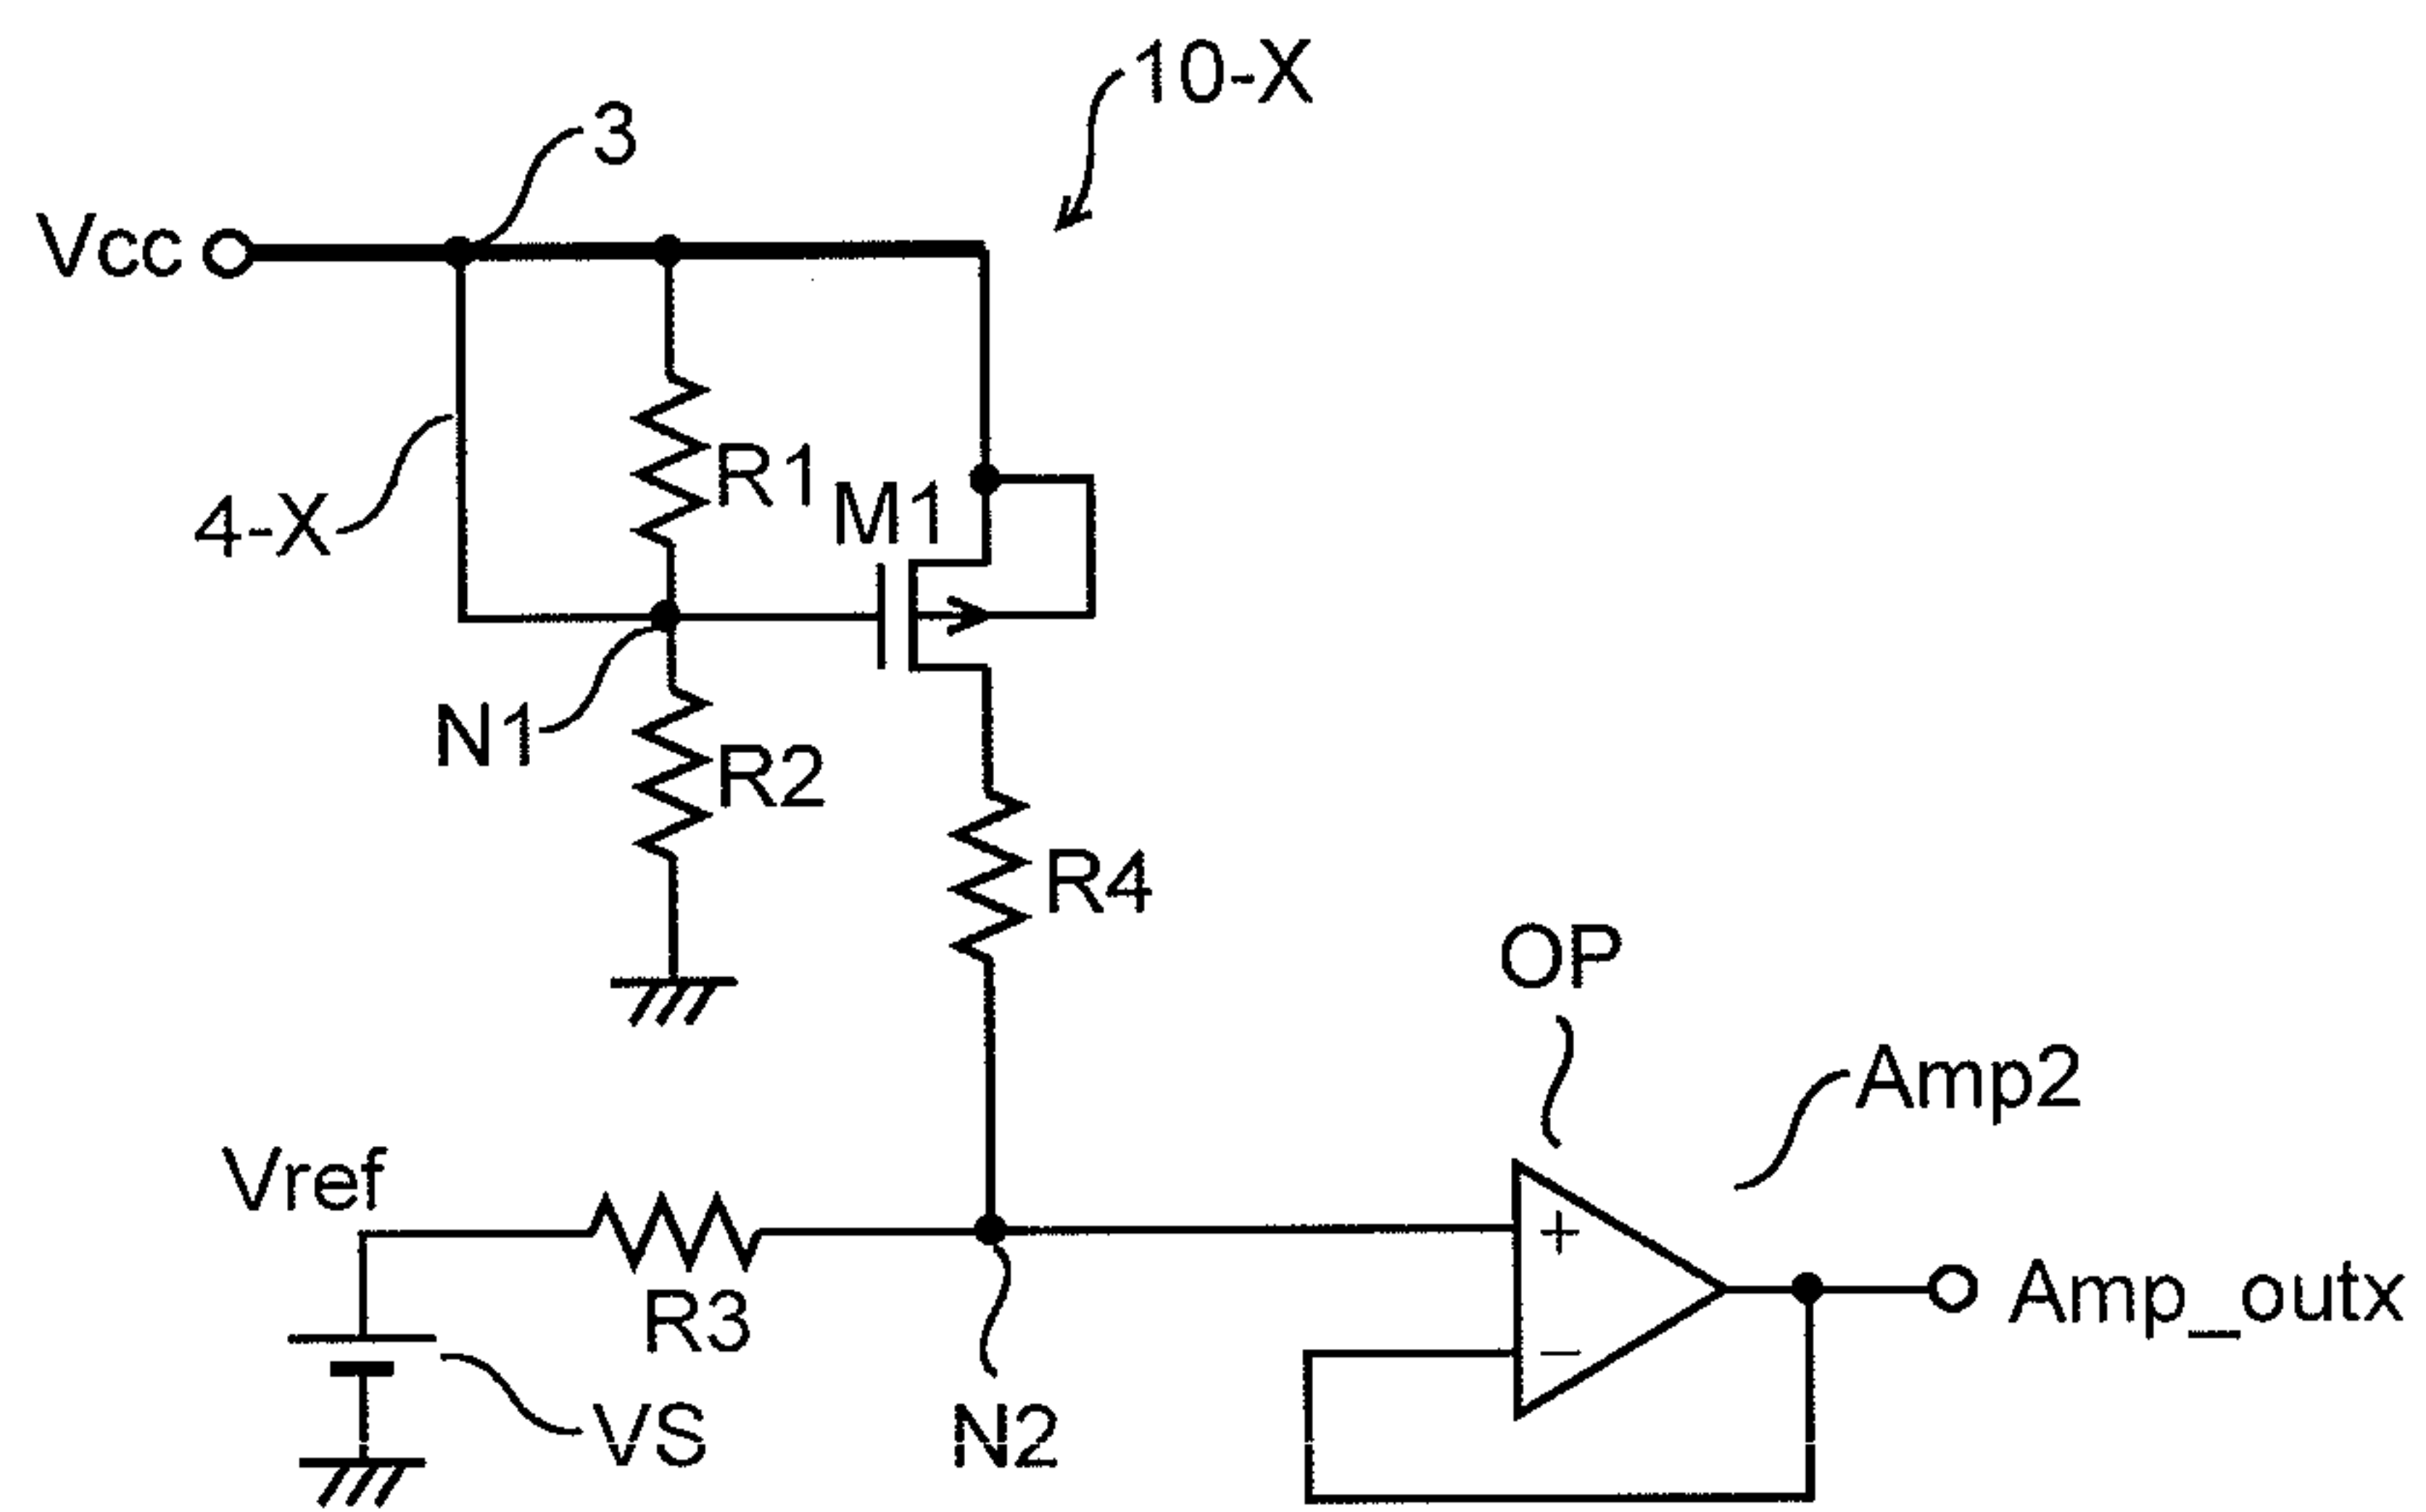 10-X
3
Vcc
R1
M1
4-X
N1
R2
R4
OP
Amp2
Vref
+
R3
Amp_outx
−
VS
N2